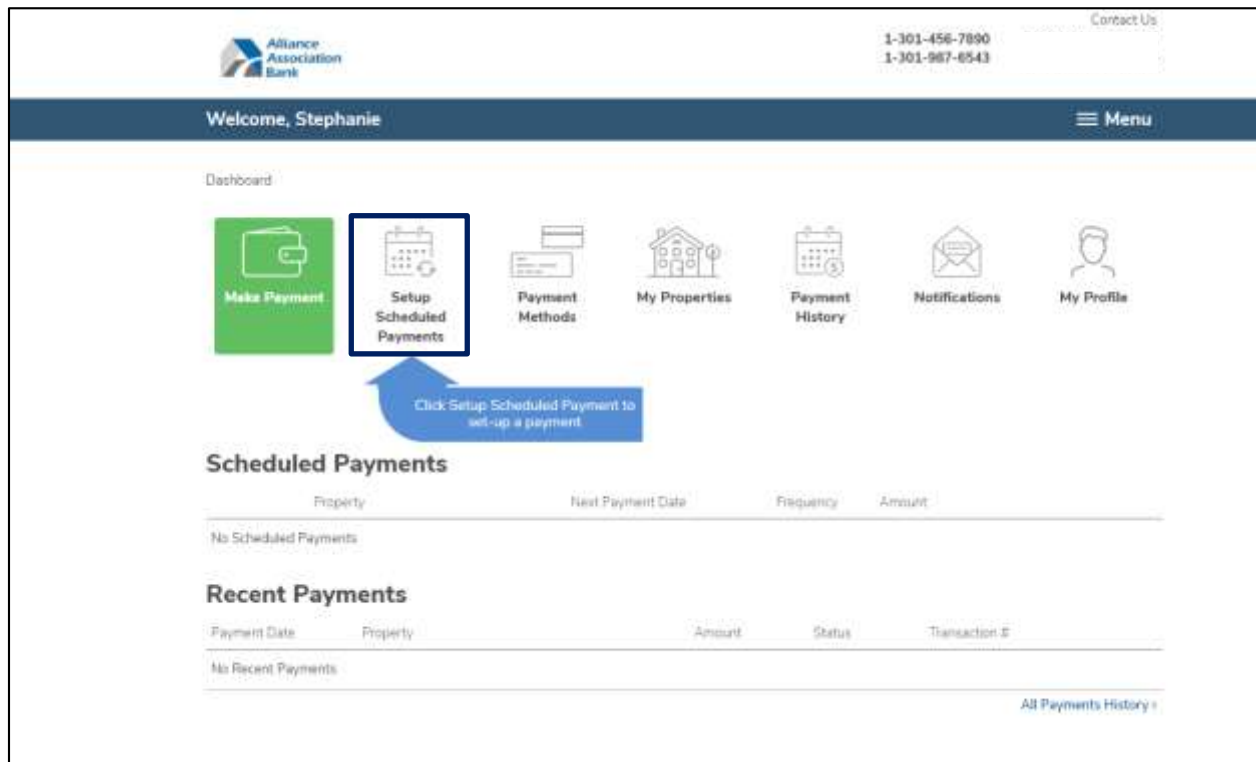 Contact Us
1-301-456-7890
1-301-987-6543
Alliance
Association
Bank
Welcome, Stephanie
Menu
Dashboard
Make Payment
Setup
Scheduled
Payments
Payment
Methods
My Properties
Payment
History
Notifications
My Profile
Click Setup Scheduled Payment to
set-up a payment
Scheduled Payments
Property Next Payment Date Frequency Amount
No Scheduled Payments
Recent Payments
Payment Date Property Amount Status Transaction #
No Recent Payments
All Payments History ›